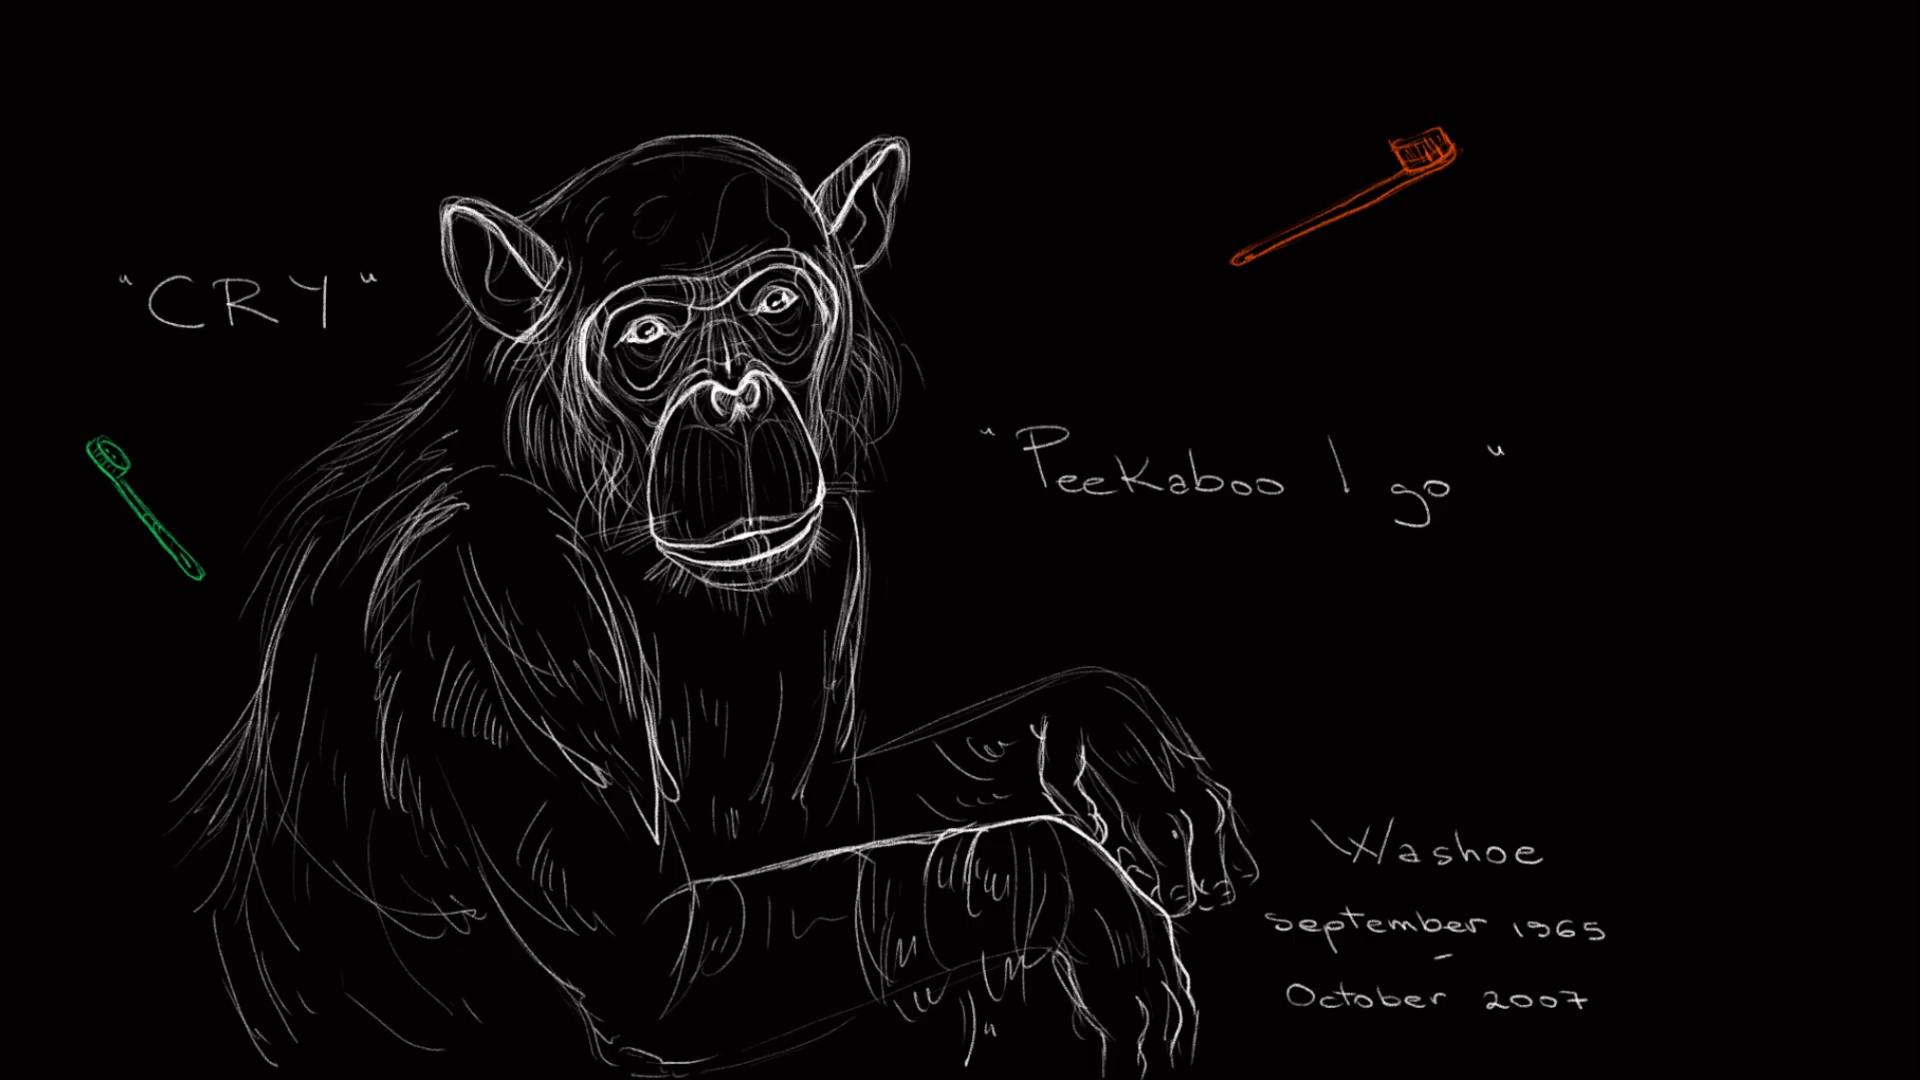 "CRY"
"Peekaboo I go"
Washoe
September 1965
-
October 2007